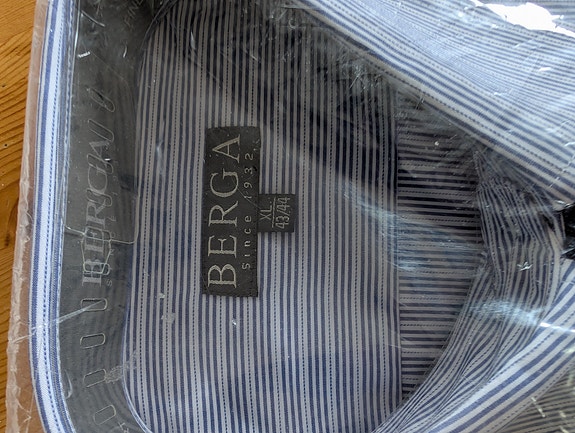 BERGA
Since 1932.
XL
43/44
BERGA